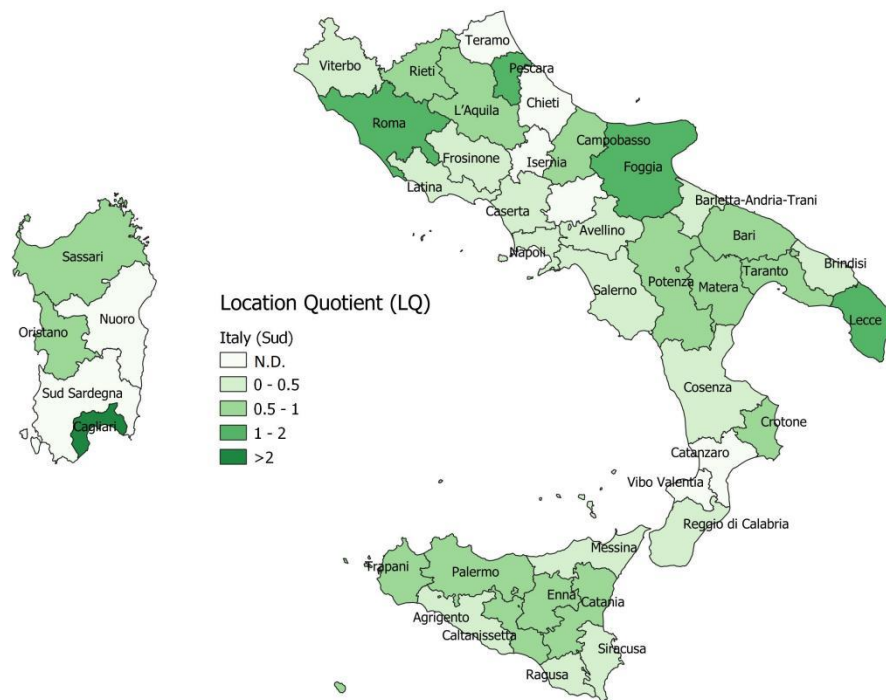 Teramo
Viterbo
Rieti
Pescara
L'Aquila
Chieti
Roma
Campobasso
Frosinone
Isernia
Foggia
Latina
Barletta-Andria-Trani
Caserta
Avellino
Bari
Sassari
Napoli
Brindisi
Potenza
Taranto
Salerno
Matera
Location Quotient (LQ)
Nuoro
Lecce
Oristano
Italy (Sud)
N.D.
0 - 0.5
Cosenza
Sud Sardegna
0.5 - 1
Crotone
Cagliari
1 - 2
Catanzaro
>2
Vibo Valentia
Reggio di Calabria
Messina
Trapani
Palermo
Enna
Catania
Agrigento
Caltanissetta
Siracusa
Ragusa